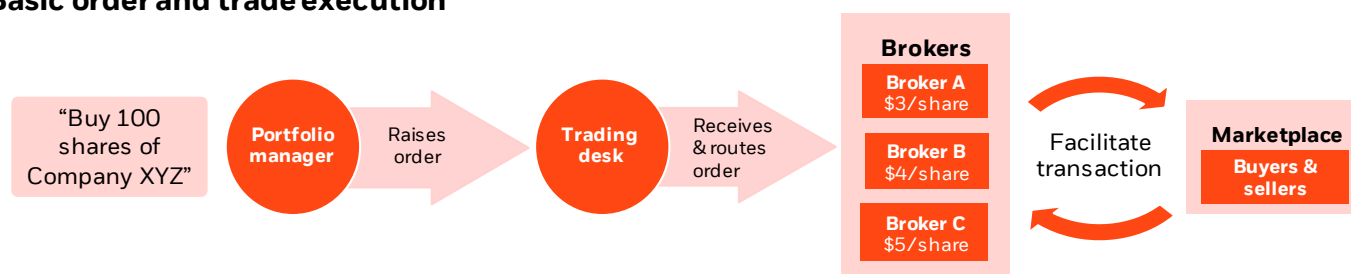 Basic order and trade execution
“Buy 100
shares of
Company XYZ”
Portfolio
manager
Raises
order
Trading
desk
Receives
& routes
order
Brokers
Broker A
$3/share
Broker B
$4/share
Broker C
$5/share
Facilitate
transaction
Marketplace
Buyers &
sellers